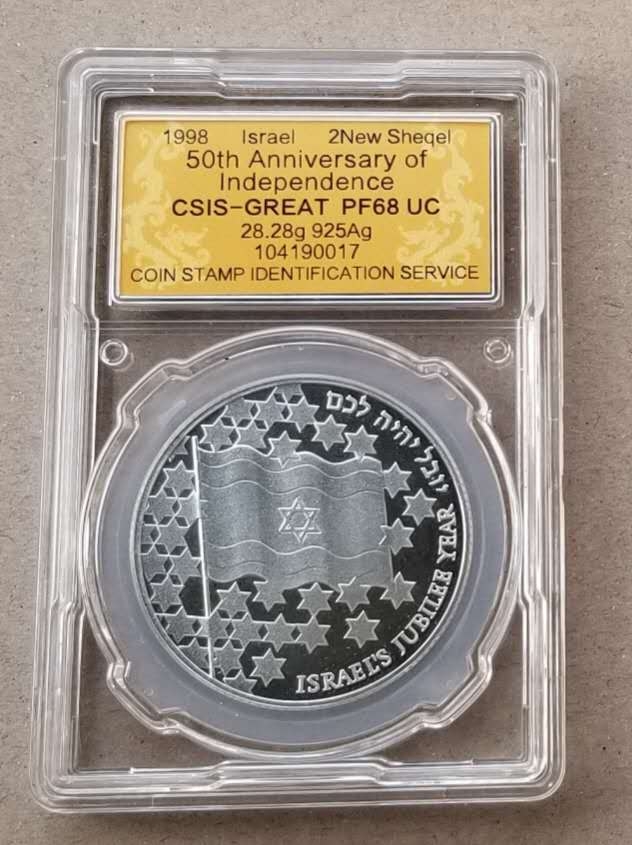 1998 Israel 2New Sheqel
50th Anniversary of
Independence
CSIS-GREAT PF68 UC
28.28g 925Ag
104190017
COIN STAMP IDENTIFICATION SERVICE
יובל יהיה לכם
ISRAEL'S JUBILEE YEAR